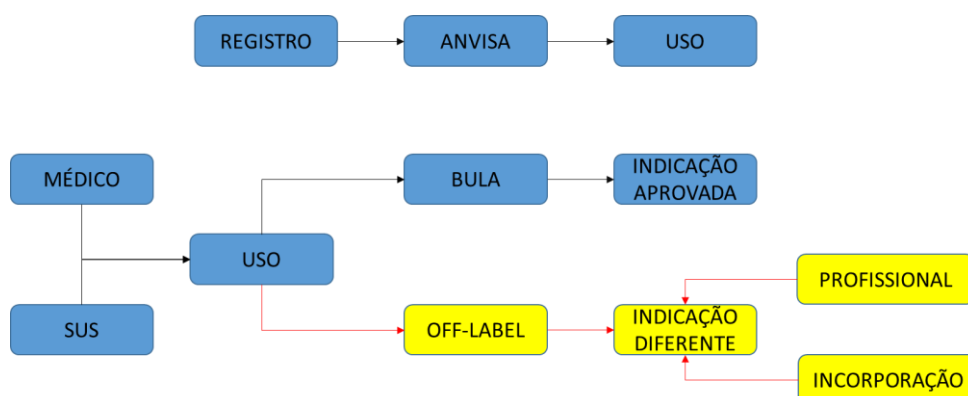 REGISTRO
ANVISA
USO
MÉDICO
BULA
INDICAÇÃO
APROVADA
USO
SUS
OFF-LABEL
INDICAÇÃO
DIFERENTE
PROFISSIONAL
INCORPORAÇÃO